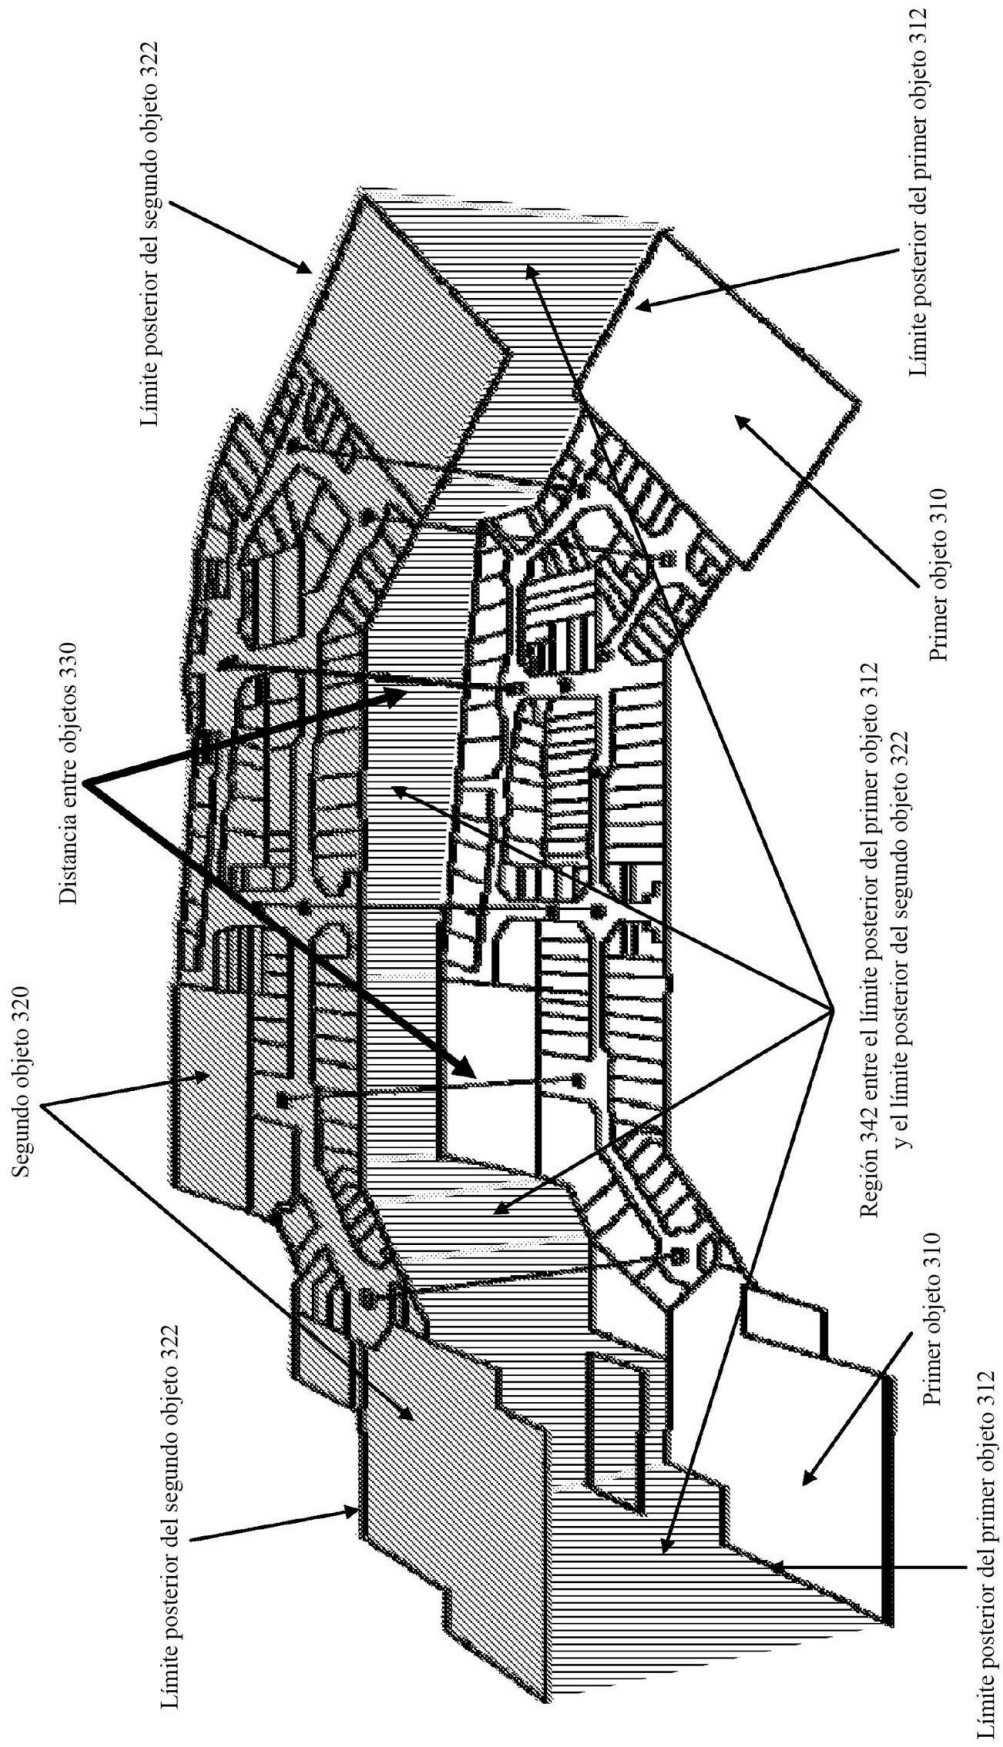 Límite posterior del segundo objeto 322
Segundo objeto 320
Distancia entre objetos 330
Límite posterior del segundo objeto 322
Límite posterior del primer objeto 312
Primer objeto 310
Región 342 entre el límite posterior del primer objeto 312
y el límite posterior del segundo objeto 322
Primer objeto 310
Límite posterior del primer objeto 312